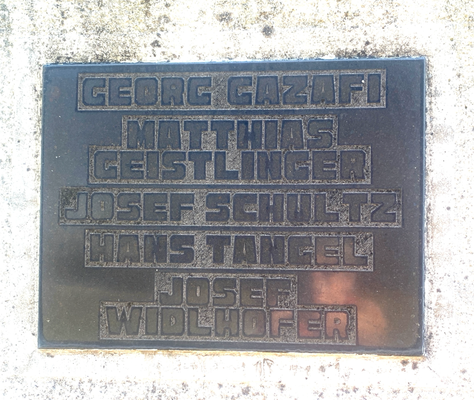 GEORG GAZAFI
MATTHIAS
GEISTLINGER
JOSEF SCHULTZ
HANS TANGEL
JOSEF
WIDLHOFER